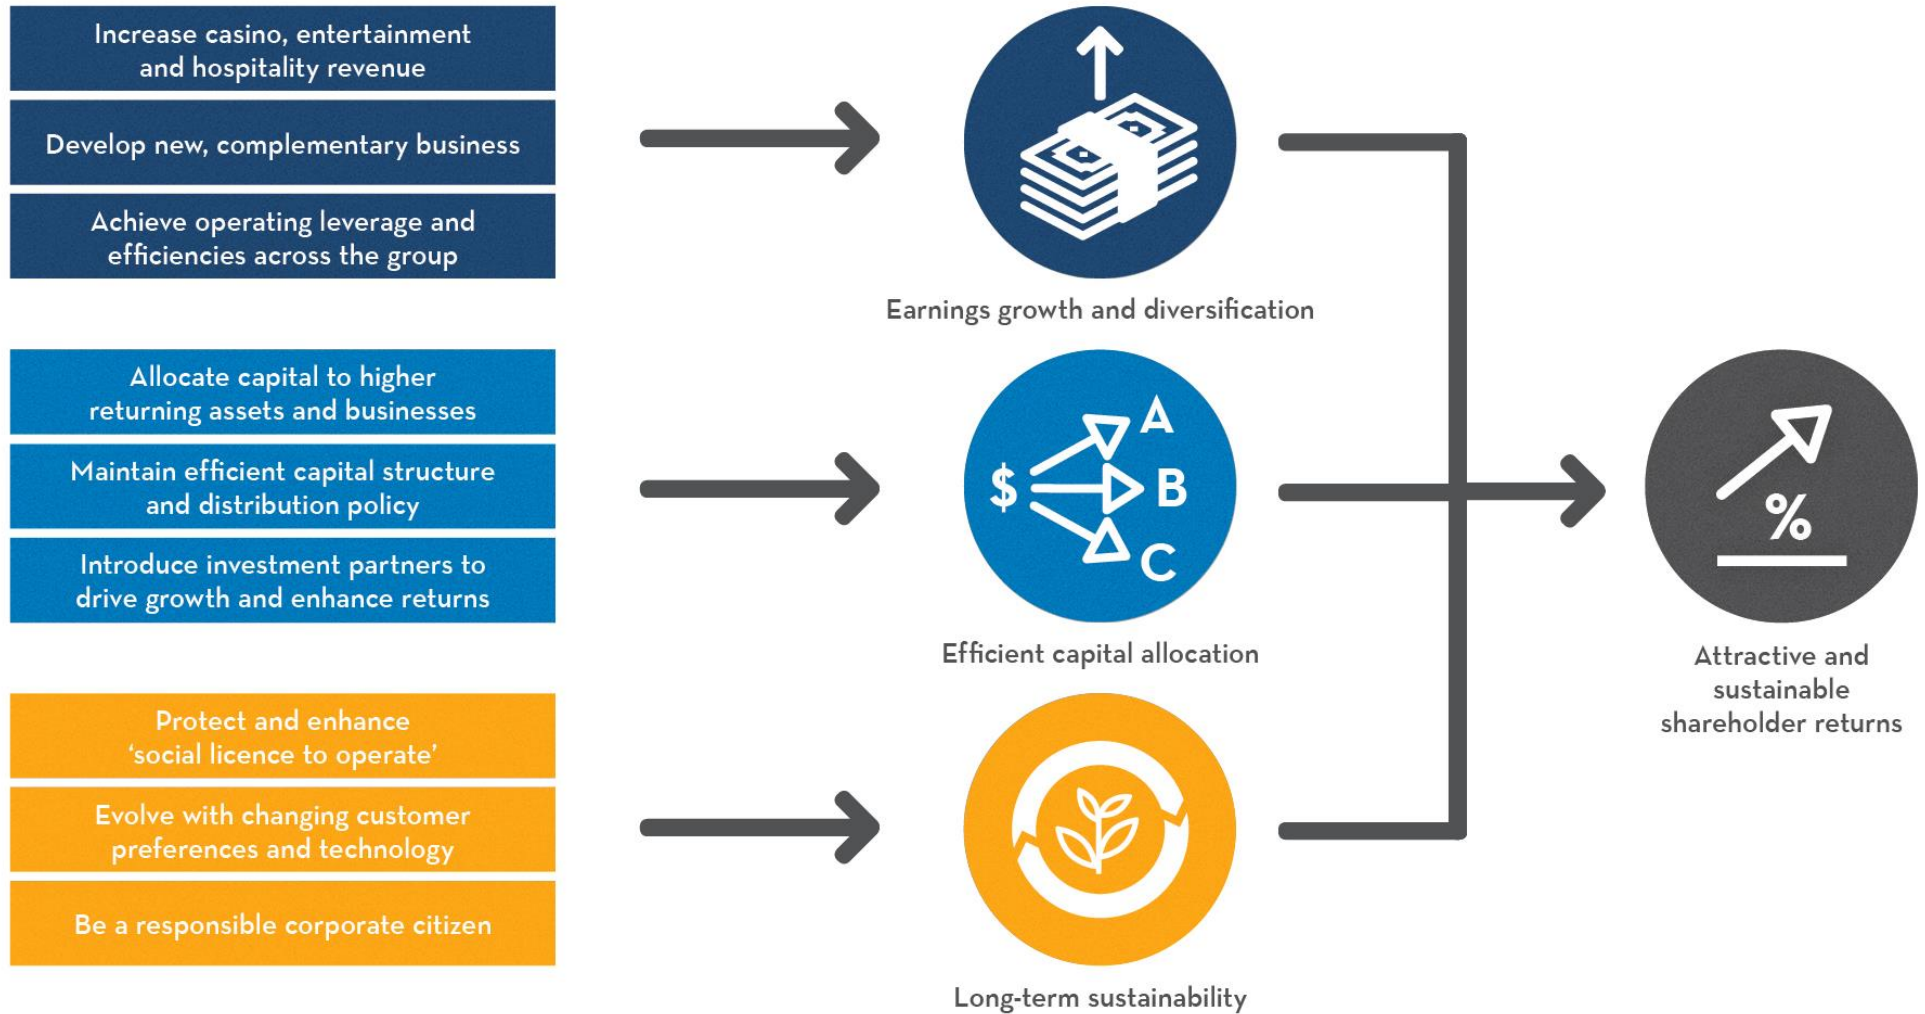 Increase casino, entertainment
and hospitality revenue
Develop new, complementary business
Achieve operating leverage and
efficiencies across the group
Earnings growth and diversification
Allocate capital to higher
returning assets and businesses
Maintain efficient capital structure
and distribution policy
Introduce investment partners to
drive growth and enhance returns
$
A
B
C
Efficient capital allocation
Protect and enhance
‘social licence to operate’
Evolve with changing customer
preferences and technology
Be a responsible corporate citizen
Long-term sustainability
%
Attractive and
sustainable
shareholder returns